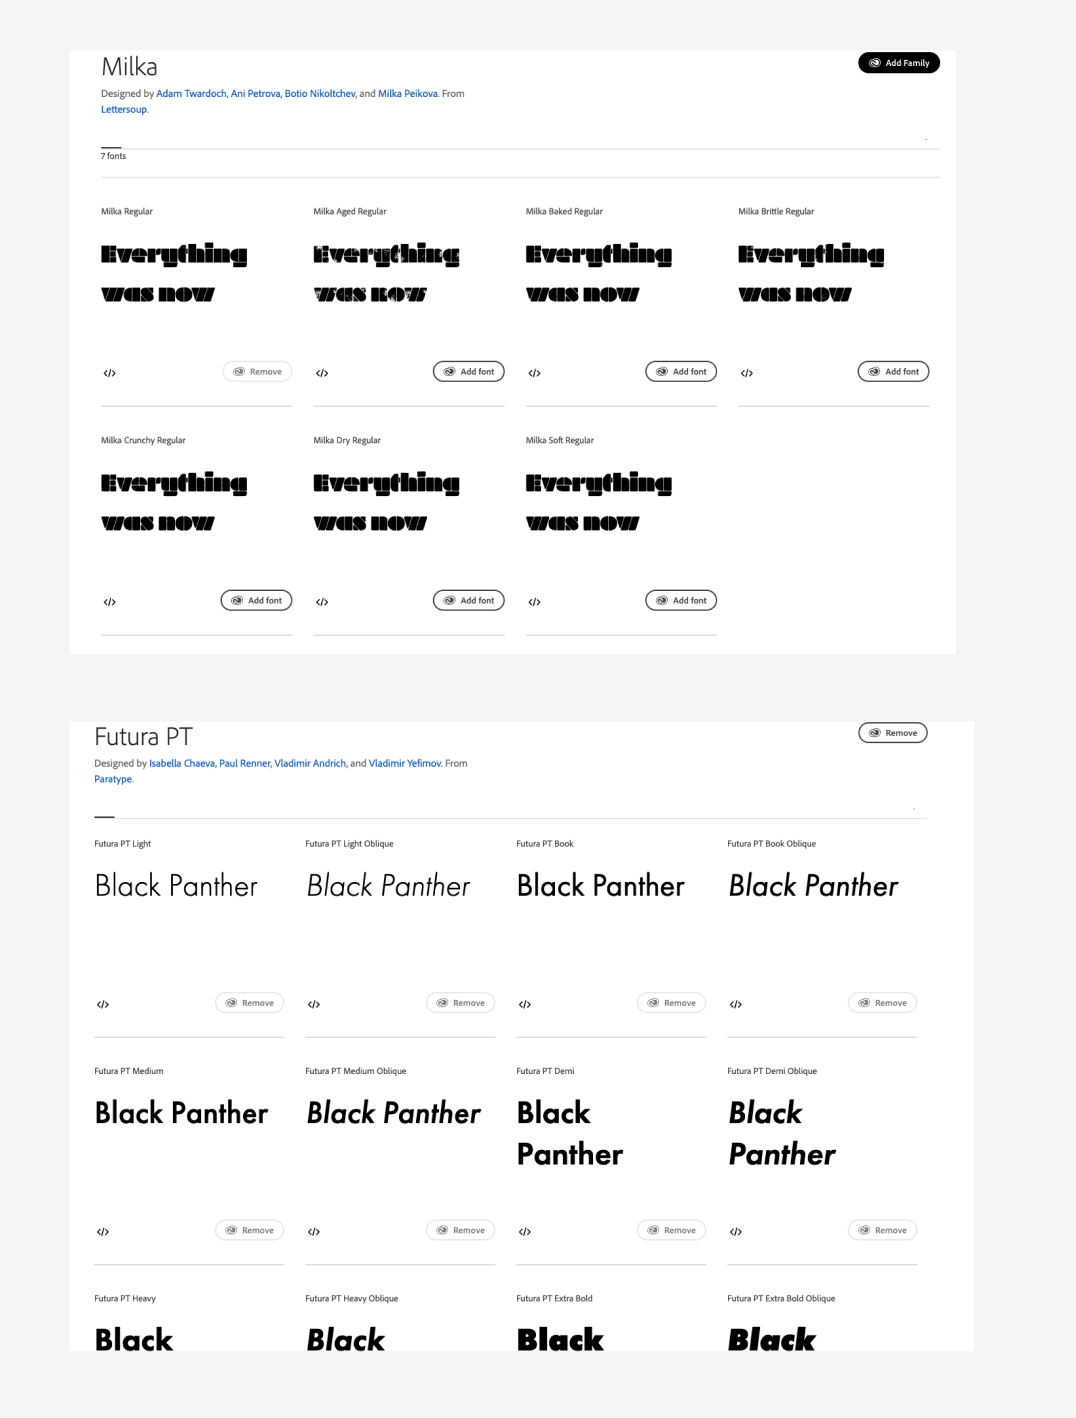 Milka
Add Family
Designed by Adam Twardoch, Ani Petrova, Botio Nikoltchev, and Milka Peikova. From
Lettersoup.
7 fonts
Milka Regular
Milka Aged Regular
Milka Baked Regular
Milka Brittle Regular
Everything
was now
Everything
was now
Everything
was now
Everything
was now
</>
Remove
</>
Add font
</>
Add font
</>
Add font
Milka Crunchy Regular
Milka Dry Regular
Milka Soft Regular
Everything
was now
Everything
was now
Everything
was now
</>
Add font
</>
Add font
</>
Add font
Futura PT
Remove
Designed by Isabella Chaeva, Paul Renner, Vladimir Andrich, and Vladimir Yefimov. From
Paratype.
Futura PT Light
Futura PT Light Oblique
Futura PT Book
Futura PT Book Oblique
Black Panther
Black Panther
Black Panther
Black Panther
</>
Remove
</>
Remove
</>
Remove
</>
Remove
Futura PT Medium
Futura PT Medium Oblique
Futura PT Demi
Futura PT Demi Oblique
Black Panther
Black Panther
Black
Panther
Black
Panther
</>
Remove
</>
Remove
</>
Remove
</>
Remove
Futura PT Heavy
Futura PT Heavy Oblique
Futura PT Extra Bold
Futura PT Extra Bold Oblique
Black
Black
Black
Black